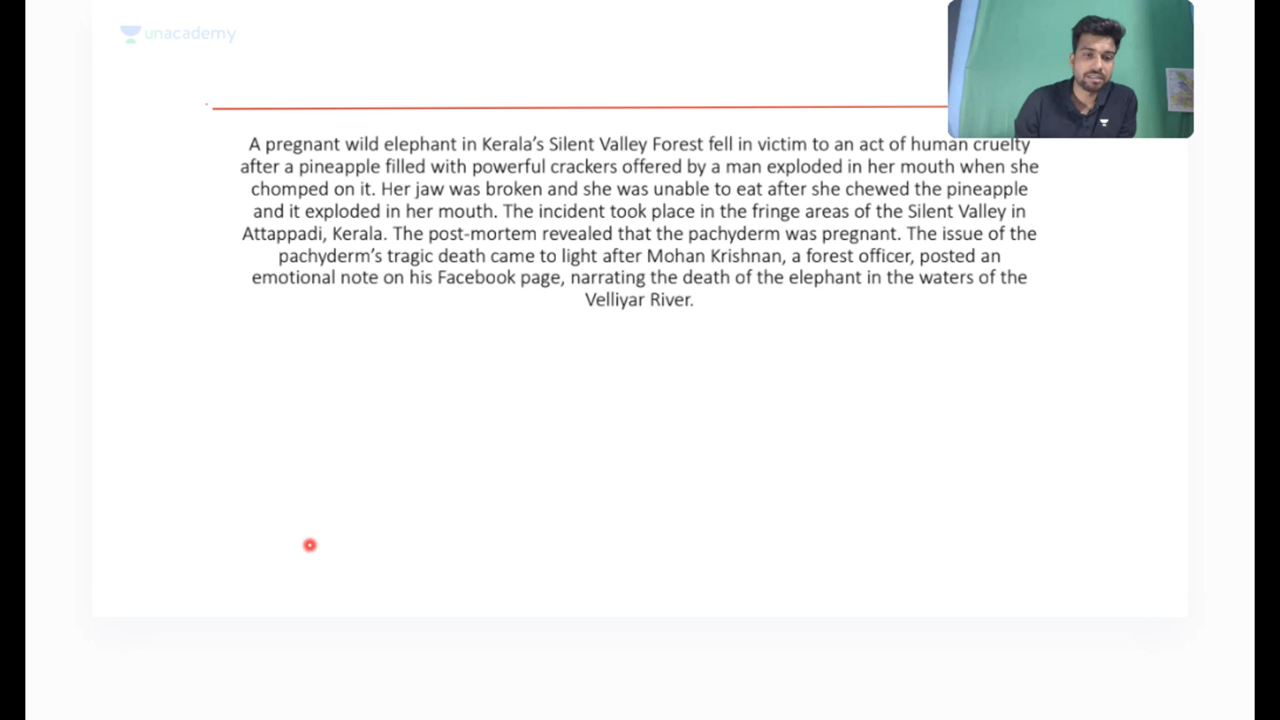 unacademy
A pregnant wild elephant in Kerala’s Silent Valley Forest fell in victim to an act of human cruelty
after a pineapple filled with powerful crackers offered by a man exploded in her mouth when she
chomped on it. Her jaw was broken and she was unable to eat after she chewed the pineapple
and it exploded in her mouth. The incident took place in the fringe areas of the Silent Valley in
Attappadi, Kerala. The post-mortem revealed that the pachyderm was pregnant. The issue of the
pachyderm’s tragic death came to light after Mohan Krishnan, a forest officer, posted an
emotional note on his Facebook page, narrating the death of the elephant in the waters of the
Velliyar River.